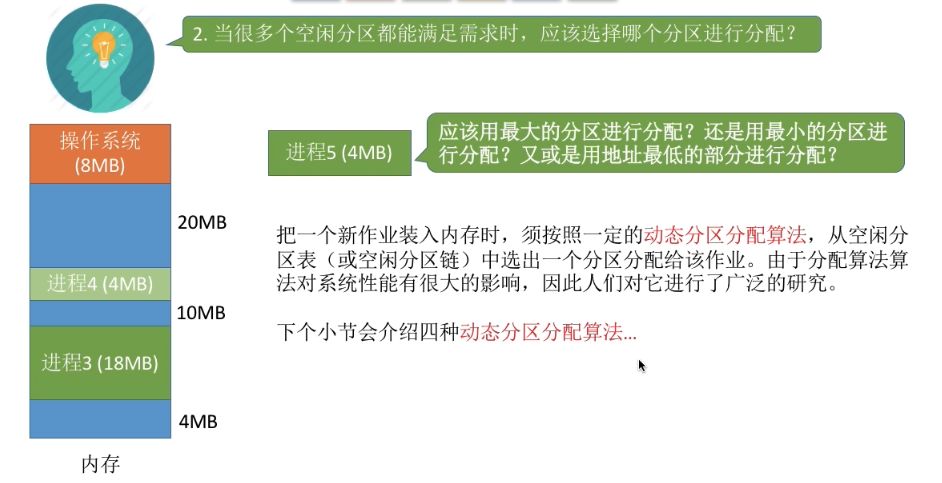 2. 当很多个空闲分区都能满足需求时，应该选择哪个分区进行分配？
操作系统
(8MB)
20MB
进程4 (4MB)
10MB
进程3 (18MB)
4MB
内存
进程5 (4MB)
应该用最大的分区进行分配？还是用最小的分区进
行分配？又或是用地址最低的部分进行分配？
把一个新作业装入内存时，须按照一定的动态分区分配算法，从空闲分
区表（或空闲分区链）中选出一个分区分配给该作业。由于分配算法算
法对系统性能有很大的影响，因此人们对它进行了广泛的研究。
下个小节会介绍四种动态分区分配算法...